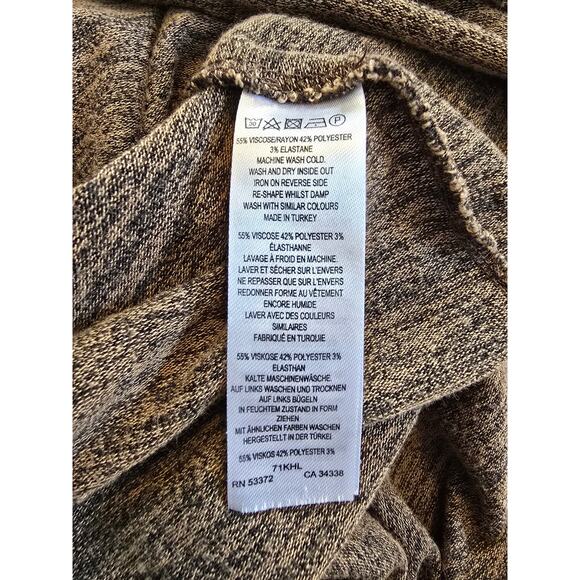 30 P
55% VISCOSE/RAYON 42% POLYESTER
3% ELASTANE
MACHINE WASH COLD.
WASH AND DRY INSIDE OUT
IRON ON REVERSE SIDE
RE-SHAPE WHILST DAMP
WASH WITH SIMILAR COLOURS
MADE IN TURKEY
55% VISCOSE 42% POLYESTER 3%
ÉLASTHANNE
LAVAGE À FROID EN MACHINE.
LAVER ET SÉCHER SUR L'ENVERS
NE REPASSER QUE SUR L'ENVERS
REDONNER FORME AU VÊTEMENT
ENCORE HUMIDE
LAVER AVEC DES COULEURS
SIMILAIRES
FABRIQUÉ EN TURQUIE
55% VISKOSE 42% POLYESTER 3%
ELASTHAN
KALTE MASCHINENWÄSCHE.
AUF LINKS WASCHEN UND TROCKNEN
AUF LINKS BÜGELN
IN FEUCHTEM ZUSTAND IN FORM
ZIEHEN
MIT ÄHNLICHEN FARBEN WASCHEN
HERGESTELLT IN DER TÜRKEI
55% VISKOS 42% POLYESTER 3%
71KHL
RN 53372 CA 34338